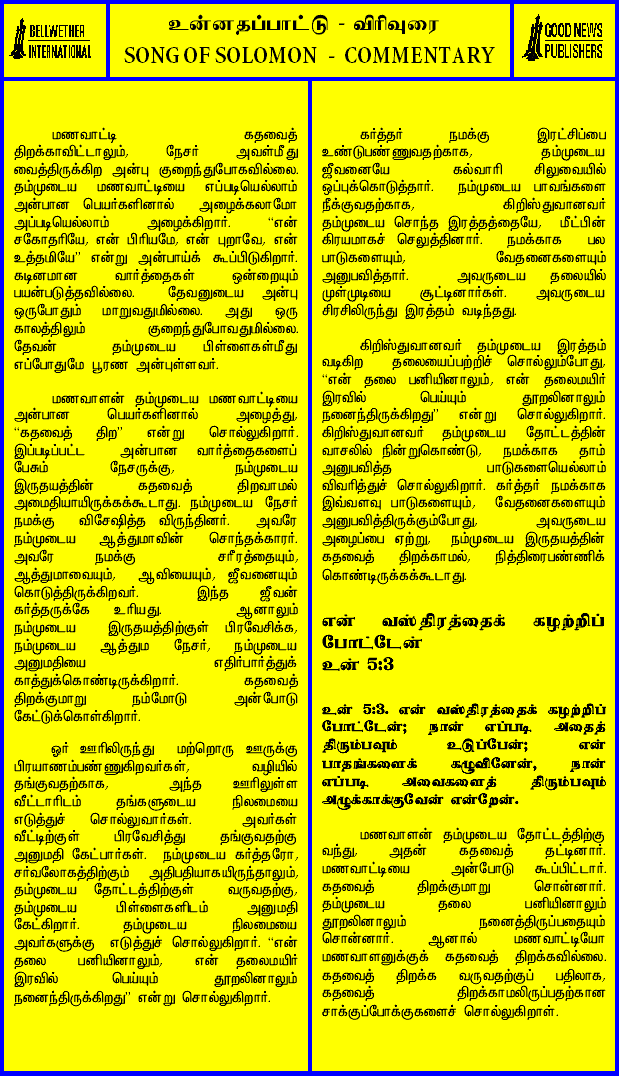 BELLWETHER
INTERNATIONAL
உன்னதப்பாட்டு - விரிவுரை
SONG OF SOLOMON - COMMENTARY
GOOD NEWS
PUBLISHERS
மணவாட்டி கதவைத்
திறக்காவிட்டாலும், நேசர் அவள்மீது
வைத்திருக்கிற அன்பு குறைந்துபோகவில்லை.
தம்முடைய மணவாட்டியை எப்படியெல்லாம்
அன்பான பெயர்களினால் அழைக்கலாமோ
அப்படியெல்லாம் அழைக்கிறார். “என்
சகோதரியே, என் பிரியமே, என் புறாவே, என்
உத்தமியே” என்று அன்பாய்க் கூப்பிடுகிறார்.
கடினமான வார்த்தைகள் ஒன்றையும்
பயன்படுத்தவில்லை. தேவனுடைய அன்பு
ஒருபோதும் மாறுவதுமில்லை. அது ஒரு
காலத்திலும் குறைந்துபோவதுமில்லை.
தேவன் தம்முடைய பிள்ளைகள்மீது
எப்போதுமே பூரண அன்புள்ளவர்.
மணவாளன் தம்முடைய மணவாட்டியை
அன்பான பெயர்களினால் அழைத்து,
“கதவைத் திற” என்று சொல்லுகிறார்.
இப்படிப்பட்ட அன்பான வார்த்தைகளைப்
பேசும் நேசருக்கு, நம்முடைய
இருதயத்தின் கதவைத் திறவாமல்
அமைதியாயிருக்கக்கூடாது. நம்முடைய நேசர்
நமக்கு விசேஷித்த விருந்தினர். அவரே
நம்முடைய ஆத்துமாவின் சொந்தக்காரர்.
அவரே நமக்கு சரீரத்தையும்,
ஆத்துமாவையும், ஆவியையும், ஜீவனையும்
கொடுத்திருக்கிறவர். இந்த ஜீவன்
கர்த்தருக்கே உரியது. ஆனாலும்
நம்முடைய இருதயத்திற்குள் பிரவேசிக்க,
நம்முடைய ஆத்தும நேசர், நம்முடைய
அனுமதியை எதிர்பார்த்துக்
காத்துக்கொண்டிருக்கிறார். கதவைத்
திறக்குமாறு நம்மோடு அன்போடு
கேட்டுக்கொள்கிறார்.
ஓர் ஊரிலிருந்து மற்றொரு ஊருக்கு
பிரயாணம்பண்ணுகிறவர்கள், வழியில்
தங்குவதற்காக, அந்த ஊரிலுள்ள
வீட்டாரிடம் தங்களுடைய நிலமையை
எடுத்துச் சொல்லுவார்கள். அவர்கள்
வீட்டிற்குள் பிரவேசித்து தங்குவதற்கு
அனுமதி கேட்பார்கள். நம்முடைய கர்த்தரோ,
சர்வலோகத்திற்கும் அதிபதியாகயிருந்தாலும்,
தம்முடைய தோட்டத்திற்குள் வருவதற்கு,
தம்முடைய பிள்ளைகளிடம் அனுமதி
கேட்கிறார். தம்முடைய நிலமையை
அவர்களுக்கு எடுத்துச் சொல்லுகிறார். “என்
தலை பனியினாலும், என் தலைமயிர்
இரவில் பெய்யும் தூறலினாலும்
நனைந்திருக்கிறது” என்று சொல்லுகிறார்.
கர்த்தர் நமக்கு இரட்சிப்பை
உண்டுபண்ணுவதற்காக, தம்முடைய
ஜீவனையே கல்வாரி சிலுவையில்
ஒப்புக்கொடுத்தார். நம்முடைய பாவங்களை
நீக்குவதற்காக, கிறிஸ்துவானவர்
தம்முடைய சொந்த இரத்தத்தையே, மீட்பின்
கிரயமாகச் செலுத்தினார். நமக்காக பல
பாடுகளையும், வேதனைகளையும்
அனுபவித்தார். அவருடைய தலையில்
முள்முடியை சூட்டினார்கள். அவருடைய
சிரசிலிருந்து இரத்தம் வடிந்தது.
கிறிஸ்துவானவர் தம்முடைய இரத்தம்
வடிகிற தலையைப்பற்றிச் சொல்லும்போது,
“என் தலை பனியினாலும், என் தலைமயிர்
இரவில் பெய்யும் தூறலினாலும்
நனைந்திருக்கிறது” என்று சொல்லுகிறார்.
கிறிஸ்துவானவர் தம்முடைய தோட்டத்தின்
வாசலில் நின்றுகொண்டு, நமக்காக தாம்
அனுபவித்த பாடுகளையெல்லாம்
விவரித்துச் சொல்லுகிறார். கர்த்தர் நமக்காக
இவ்வளவு பாடுகளையும், வேதனைகளையும்
அனுபவித்திருக்கும்போது, அவருடைய
அழைப்பை ஏற்று, நம்முடைய இருதயத்தின்
கதவைத் திறக்காமல், நித்திரைபண்ணிக்
கொண்டிருக்கக்கூடாது.
என் வஸ்திரத்தைக் கழற்றிப்
போட்டேன்
உன் 5:3
உன் 5:3. என் வஸ்திரத்தைக் கழற்றிப்
போட்டேன்; நான் எப்படி அதைத்
திரும்பவும் உடுப்பேன்; என்
பாதங்களைக் கழுவினேன், நான்
எப்படி அவைகளைத் திரும்பவும்
அழுக்காக்குவேன் என்றேன்.
மணவாளன் தம்முடைய தோட்டத்திற்கு
வந்து, அதன் கதவைத் தட்டினார்.
மணவாட்டியை அன்போடு கூப்பிட்டார்.
கதவைத் திறக்குமாறு சொன்னார்.
தம்முடைய தலை பனியினாலும்
தூறலினாலும் நனைத்திருப்பதையும்
சொன்னார். ஆனால் மணவாட்டியோ
மணவாளனுக்குக் கதவைத் திறக்கவில்லை.
கதவைத் திறக்க வருவதற்குப் பதிலாக,
கதவைத் திறக்காமலிருப்பதற்கான
சாக்குப்போக்குகளைச் சொல்லுகிறாள்.